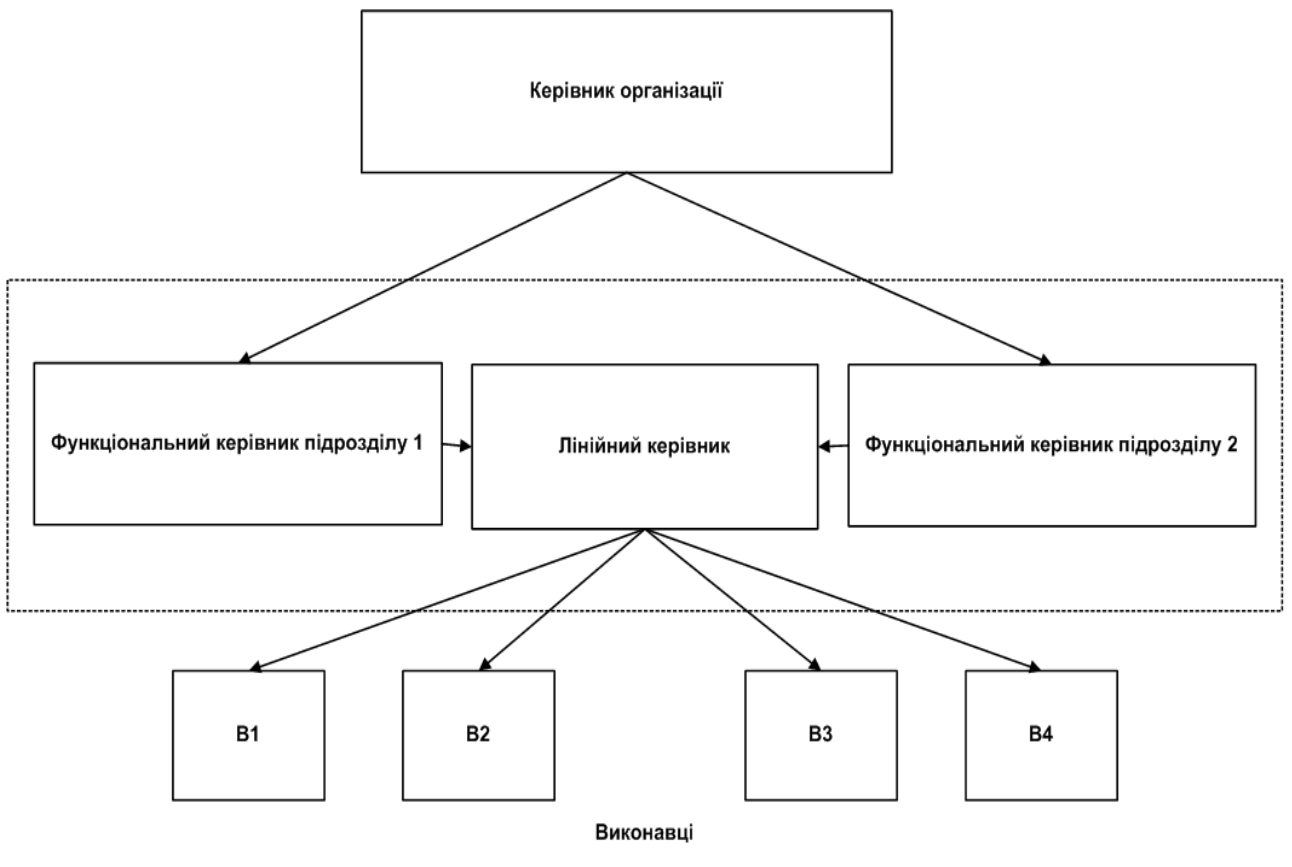 Керівник організації
Функціональний керівник підрозділу 1
Лінійний керівник
Функціональний керівник підрозділу 2
В1
В2
В3
В4
Виконавці